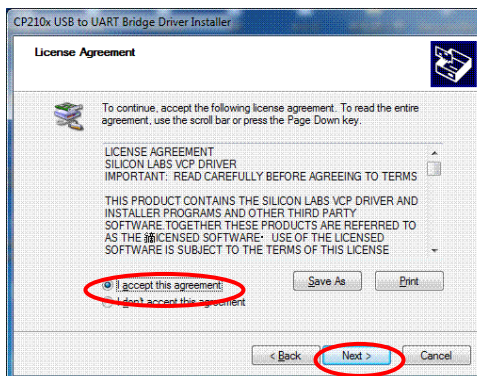 CP210x USB to UART Bridge Driver Installer
License Agreement
To continue, accept the following license agreement. To read the entire
agreement, use the scroll bar or press the Page Down key.
LICENSE AGREEMENT
SILICON LABS VCP DRIVER
IMPORTANT: READ CAREFULLY BEFORE AGREEING TO TERMS
THIS PRODUCT CONTAINS THE SILICON LABS VCP DRIVER AND
INSTALLER PROGRAMS AND OTHER THIRD PARTY
SOFTWARE.TOGETHER THESE PRODUCTS ARE REFERRED TO
AS THE 鍗ICENSED SOFTWARE・ USE OF THE LICENSED
SOFTWARE IS SUBJECT TO THE TERMS OF THIS LICENSE
I accept this agreement
I don't accept this agreement
Save As
Print
< Back
Next >
Cancel